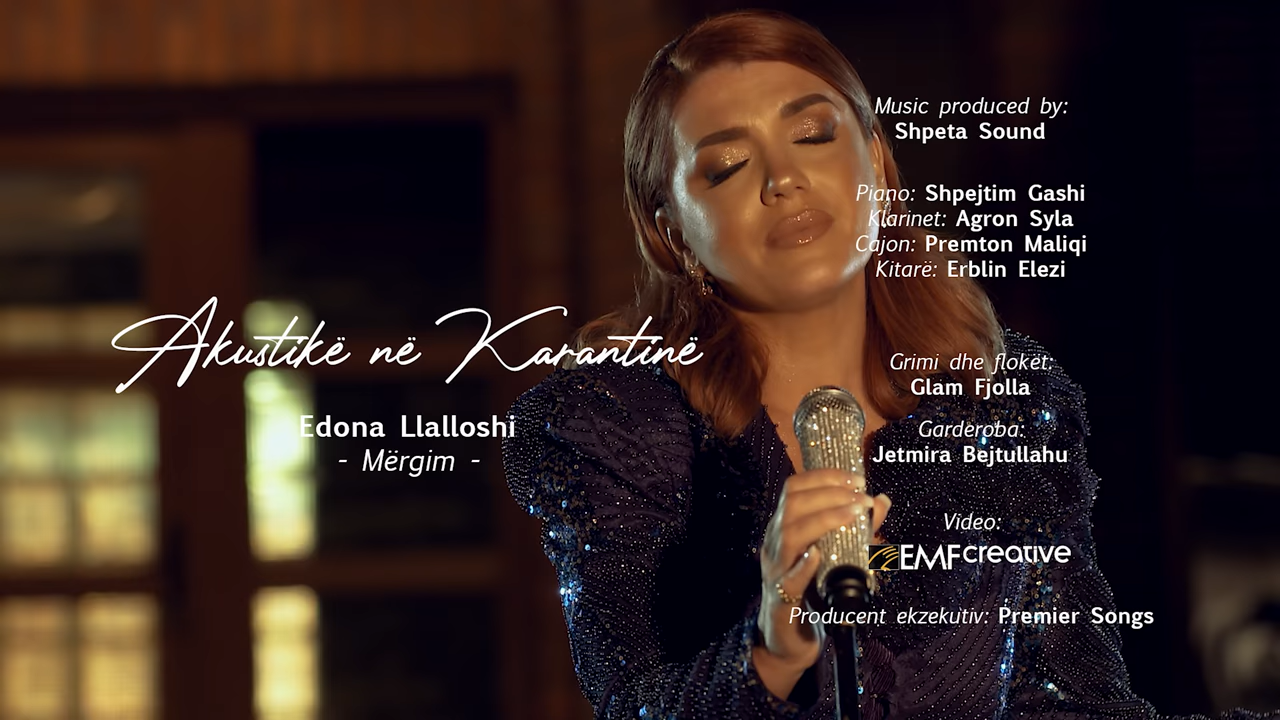 Akustikë në Karantinë
Edona Llalloshi
- Mërgim -
Music produced by:
Shpeta Sound
Piano: Shpejtim Gashi
Klarinet: Agron Syla
Cajon: Premton Maliqi
Kitarë: Erblin Elezi
Grimi dhe floket:
Glam Fjolla
Garderoba:
Jetmira Bejtullahu
Video:
EMFcreative
Producent ekzekutiv: Premier Songs